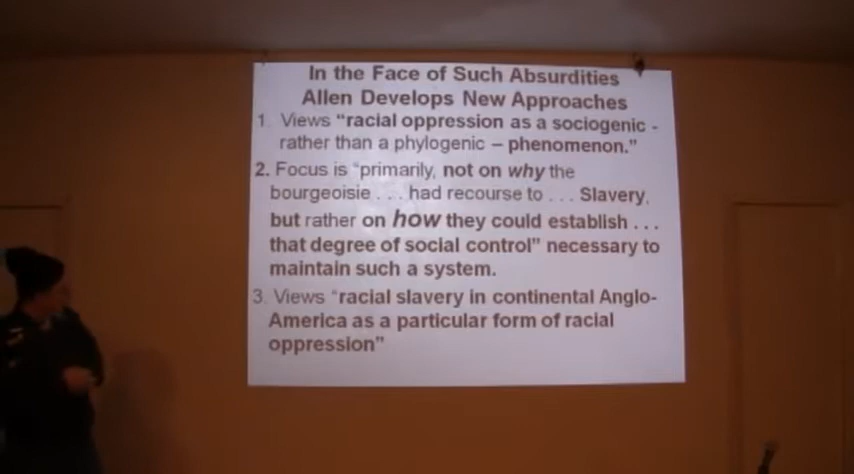 In the Face of Such Absurdities
Allen Develops New Approaches
1. Views “racial oppression as a sociogenic -
rather than a phylogenic – phenomenon.”
2. Focus is “primarily, not on why the
bourgeoisie . . . had recourse to . . . Slavery,
but rather on how they could establish . . .
that degree of social control” necessary to
maintain such a system.
3. Views “racial slavery in continental Anglo-
America as a particular form of racial
oppression”